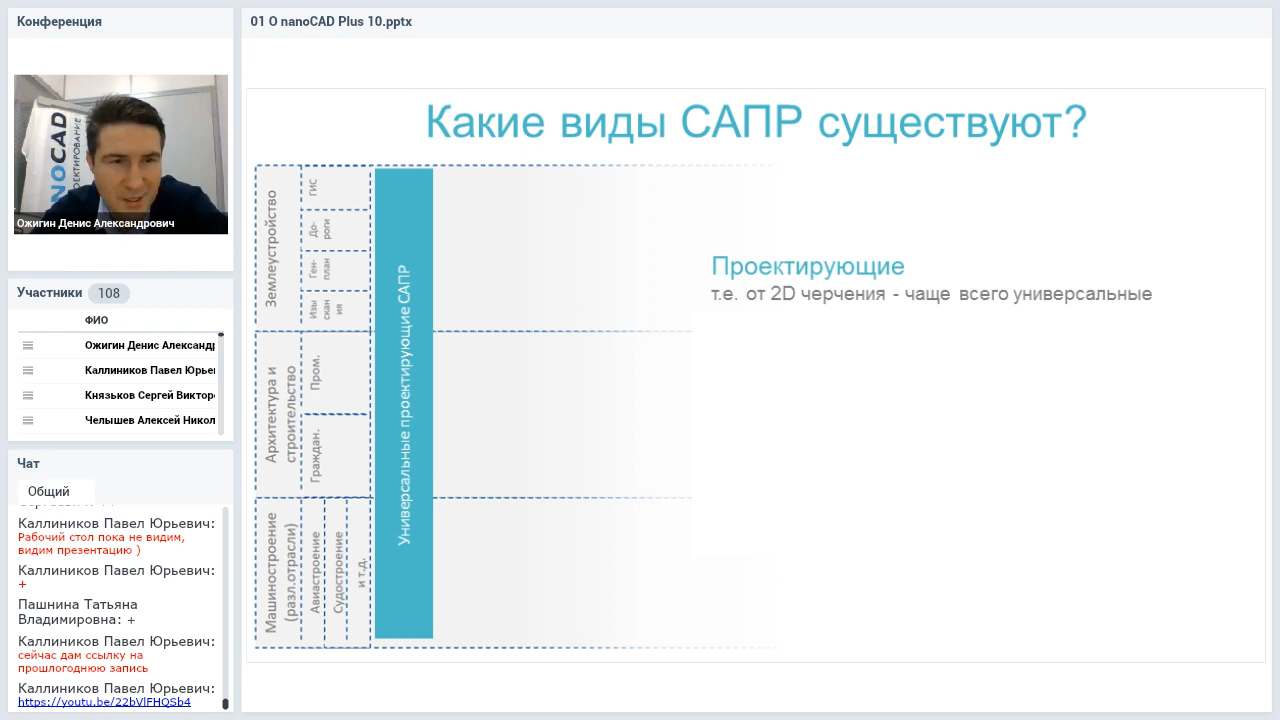 Конференция
NOCAD
ОЕКТИРОВАНИЕ
Ожигин Денис Александрович
Участники 108
ФИО
Ожигин Денис Александр
Каллиников Павел Юрье
Князьков Сергей Виктор
Челышев Алексей Никол
Чат
Общий
Каллиников Павел Юрьевич:
Рабочий стол пока не видим,
видим презентацию )
Каллиников Павел Юрьевич:
+
Пашнина Татьяна
Владимировна: +
Каллиников Павел Юрьевич:
сейчас дам ссылку на
прошлогоднюю запись
Каллиников Павел Юрьевич:
https://youtu.be/22bVlFHQSb4
01 О nanoCAD Plus 10.pptx
Какие виды САПР существуют?
Землеустройство
ГИС
До-
роги
Ген-
план
Изы
скан
ия
Архитектура и
строительство
Пром.
Граждан.
Машиностроение
(разл.отрасли)
Авиастроение
Судостроение
и т.д.
Универсальные проектирующие САПР
Проектирующие
т.е. от 2D черчения - чаще всего универсальные